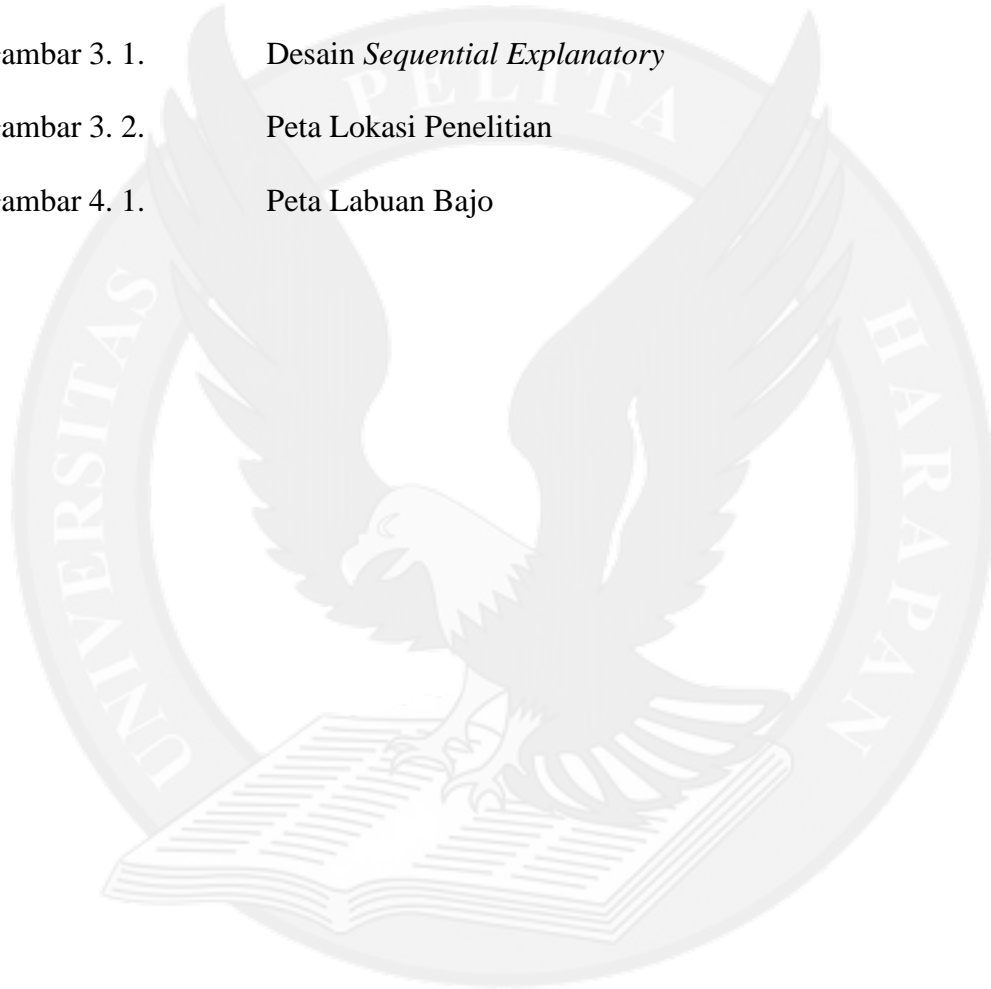 ambar 3. 1. Desain Sequential Explanatory
ambar 3. 2. Peta Lokasi Penelitian
ambar 4. 1. Peta Labuan Bajo
UNIVERSITAS PELITA HARAPAN